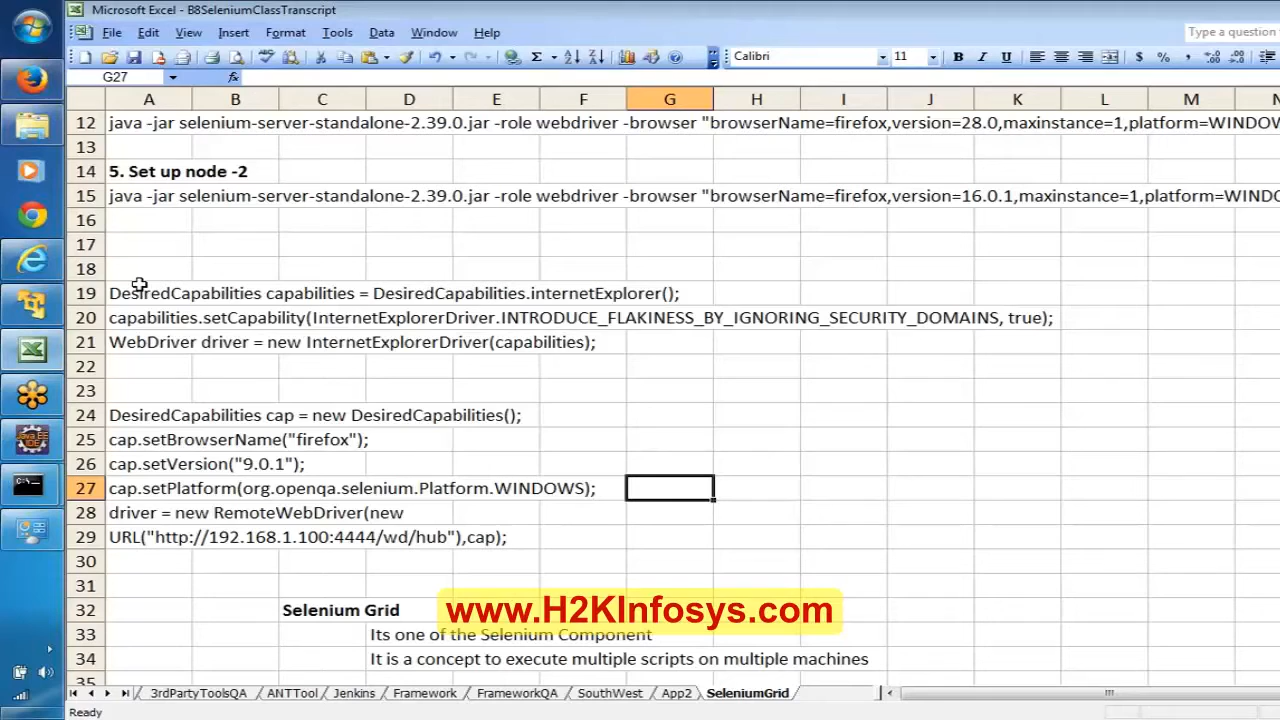 Microsoft Excel - B8SeleniumClassTranscript
File Edit View Insert Format Tools Data Window Help Type a question
Calibri 11 B I U $ %
G27 fx
A B C D E F G H I J K L M N
12 java -jar selenium-server-standalone-2.39.0.jar -role webdriver -browser "browserName=firefox,version=28.0,maxinstance=1,platform=WINDOW
13
14 5. Set up node -2
15 java -jar selenium-server-standalone-2.39.0.jar -role webdriver -browser "browserName=firefox,version=16.0.1,maxinstance=1,platform=WINDO
16
17
18
19 DesiredCapabilities capabilities = DesiredCapabilities.internetExplorer();
20 capabilities.setCapability(InternetExplorerDriver.INTRODUCE_FLAKINESS_BY_IGNORING_SECURITY_DOMAINS, true);
21 WebDriver driver = new InternetExplorerDriver(capabilities);
22
23
24 DesiredCapabilities cap = new DesiredCapabilities();
25 cap.setBrowserName("firefox");
26 cap.setVersion("9.0.1");
27 cap.setPlatform(org.openqa.selenium.Platform.WINDOWS);
28 driver = new RemoteWebDriver(new
29 URL("http://192.168.1.100:4444/wd/hub"),cap);
30
31
32 Selenium Grid www.H2KInfosys.com
33 Its one of the Selenium Component
34 It is a concept to execute multiple scripts on multiple machines
35
3rdPartyToolsQA ANTTool Jenkins Framework FrameworkQA SouthWest App2 SeleniumGrid
Ready